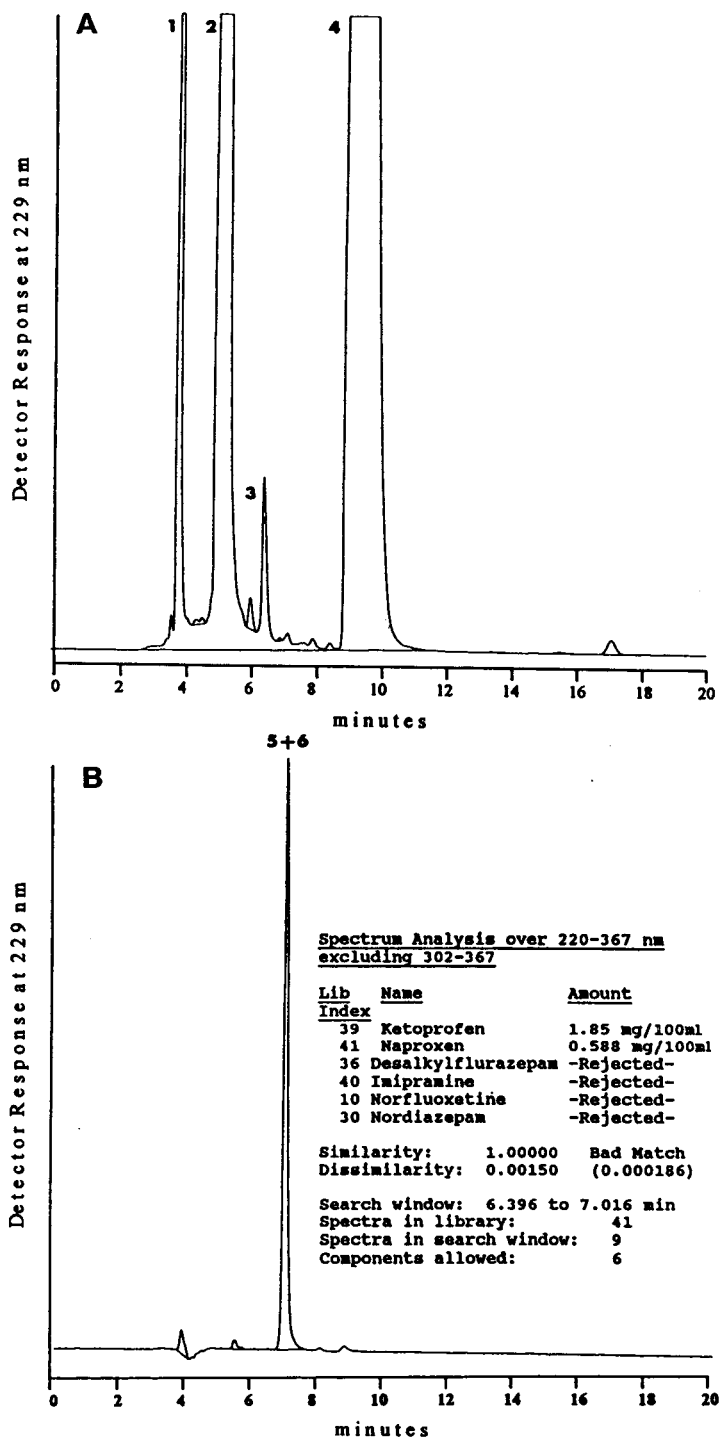 A
1 2 4
3
Detector Response at 229 nm
0 2 4 6 8 10 12 14 16 18 20
minutes
5+6
B
Detector Response at 229 nm
Spectrum Analysis over 220-367 nm
excluding 302-367
Lib Name Amount
Index
39 Ketoprofen 1.85 mg/100ml
41 Naproxen 0.588 mg/100ml
36 Desalkylflurazepam -Rejected-
40 Imipramine -Rejected-
10 Norfluoxetine -Rejected-
30 Nordiazepam -Rejected-
Similarity: 1.00000 Bad Match
Dissimilarity: 0.00150 (0.000186)
Search window: 6.396 to 7.016 min
Spectra in library: 41
Spectra in search window: 9
Components allowed: 6
0 2 4 6 8 10 12 14 16 18 20
minutes